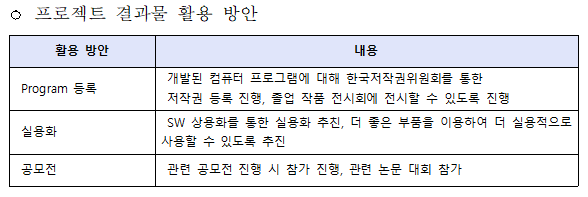 ○ 프로젝트 결과물 활용 방안
활용 방안 내용
Program 등록 개발된 컴퓨터 프로그램에 대해 한국저작권위원회를 통한
저작권 등록 진행, 졸업 작품 전시회에 전시할 수 있도록 진행
실용화 SW 상용화를 통한 실용화 추진, 더 좋은 부품을 이용하여 더 실용적으로
사용할 수 있도록 추진
공모전 관련 공모전 진행 시 참가 진행, 관련 논문 대회 참가